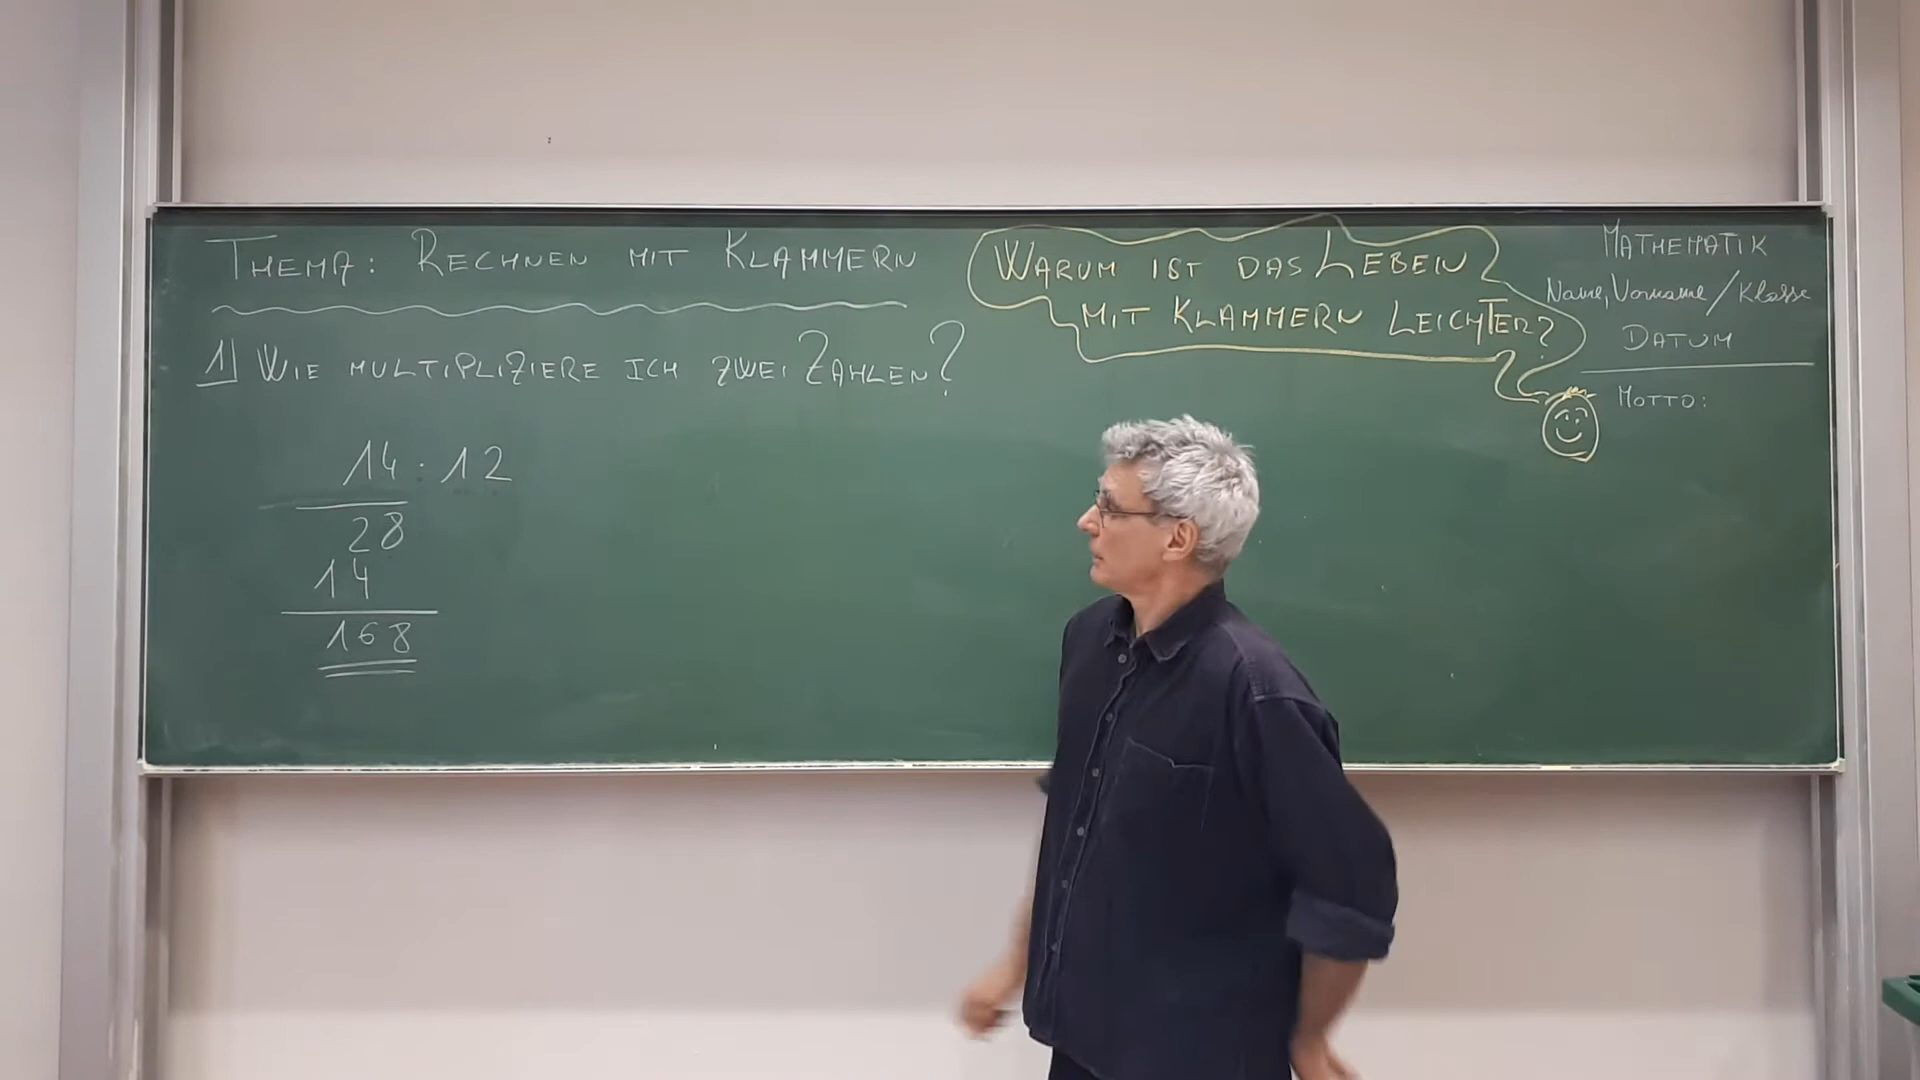 THEMA: RECHNEN MIT KLAMMERN
1) WIE MULTIPLIZIERE ICH ZWEI ZAHLEN?
14 · 12
28
14
168
WARUM IST DAS LEBEN
MIT KLAMMERN LEICHTER?
MATHEMATIK
Name, Vorname / Klasse
DATUM
MOTTO: